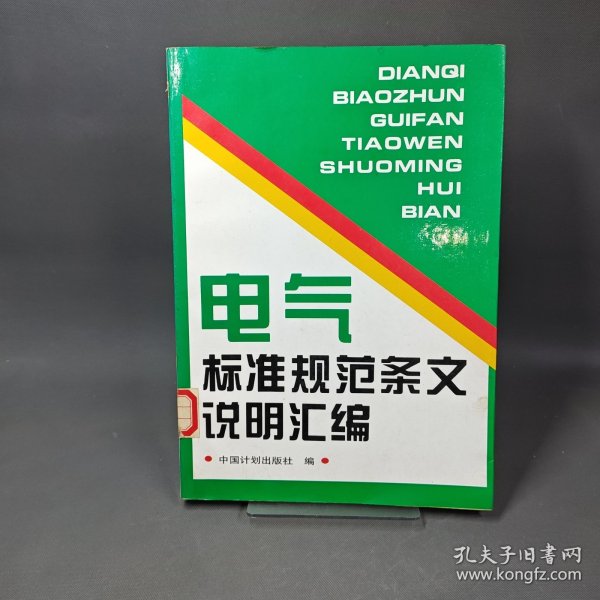 DIANQI
BIAOZHUN
GUIFAN
TIAOWEN
SHUOMING
HUI
BIAN
电气
标准规范条文
说明汇编
• 中国计划出版社 编 •
孔夫子旧书网
www.kongfz.com